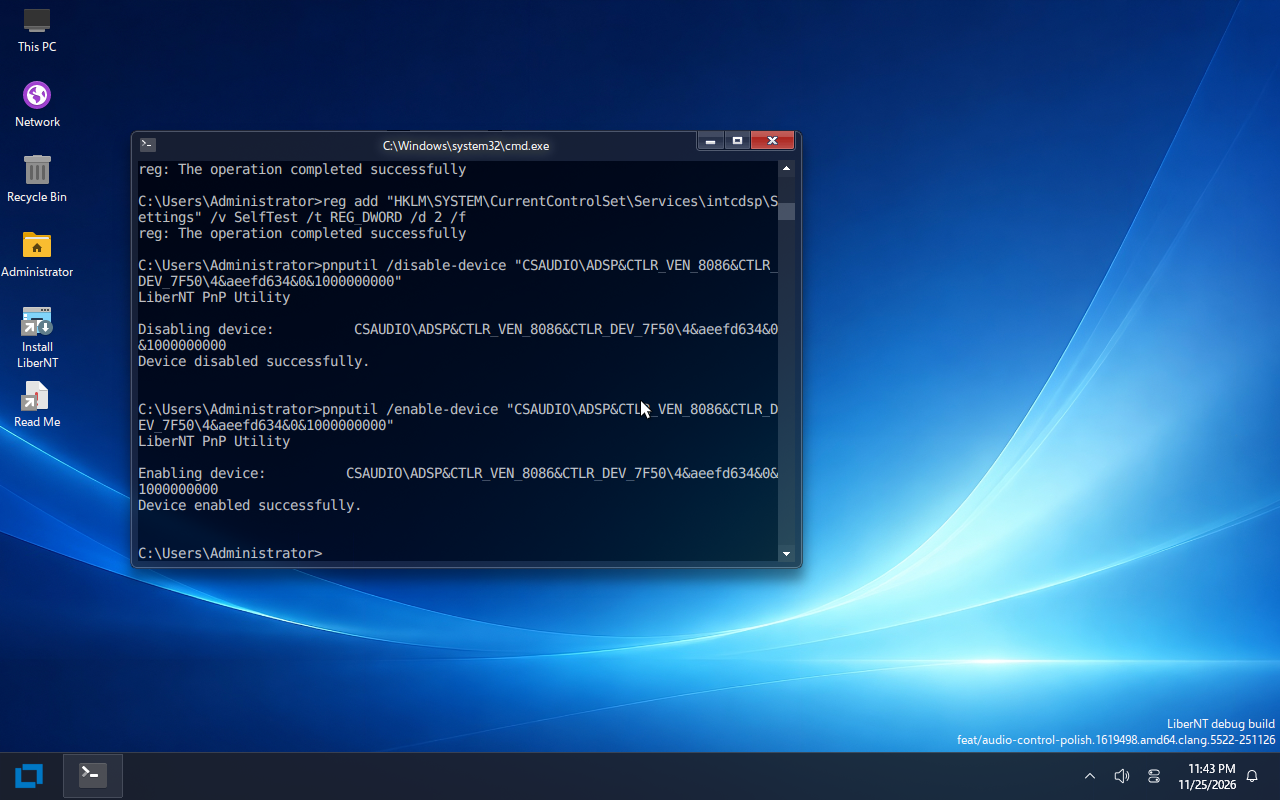 This PC
Network
Recycle Bin
Administrator
Install
LiberNT
Read Me
C:\Windows\system32\cmd.exe
reg: The operation completed successfully
C:\Users\Administrator>reg add "HKLM\SYSTEM\CurrentControlSet\Services\intcdsp\S
ettings" /v SelfTest /t REG_DWORD /d 2 /f
reg: The operation completed successfully
C:\Users\Administrator>pnputil /disable-device "CSAUDIO\ADSP&CTLR_VEN_8086&CTLR_
DEV_7F50\4&aeefd634&0&1000000000"
LiberNT PnP Utility
Disabling device:          CSAUDIO\ADSP&CTLR_VEN_8086&CTLR_DEV_7F50\4&aeefd634&0
&1000000000
Device disabled successfully.
C:\Users\Administrator>pnputil /enable-device "CSAUDIO\ADSP&CTLR_VEN_8086&CTLR_D
EV_7F50\4&aeefd634&0&1000000000"
LiberNT PnP Utility
Enabling device:          CSAUDIO\ADSP&CTLR_VEN_8086&CTLR_DEV_7F50\4&aeefd634&0&
1000000000
Device enabled successfully.
C:\Users\Administrator>
LiberNT debug build
feat/audio-control-polish.1619498.amd64.clang.5522-251126
11:43 PM
11/25/2026